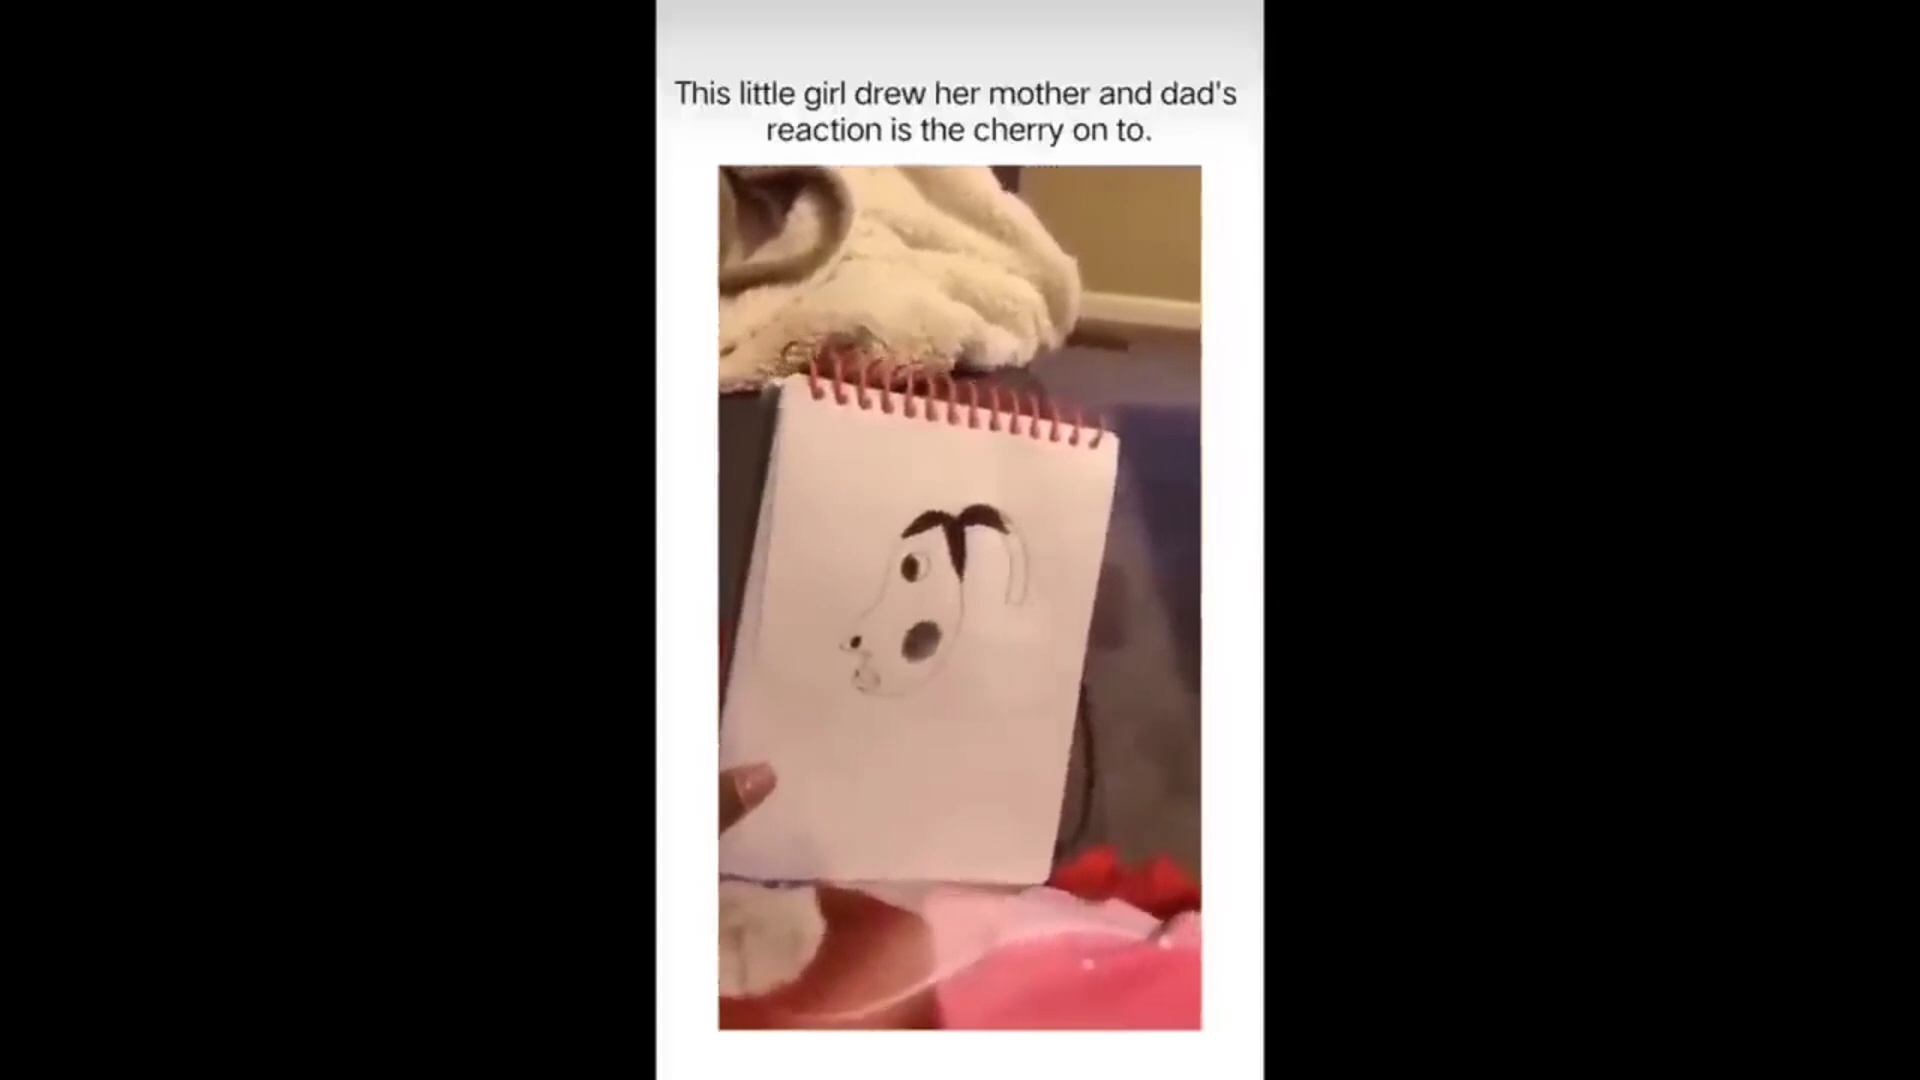 This little girl drew her mother and dad's
reaction is the cherry on to.